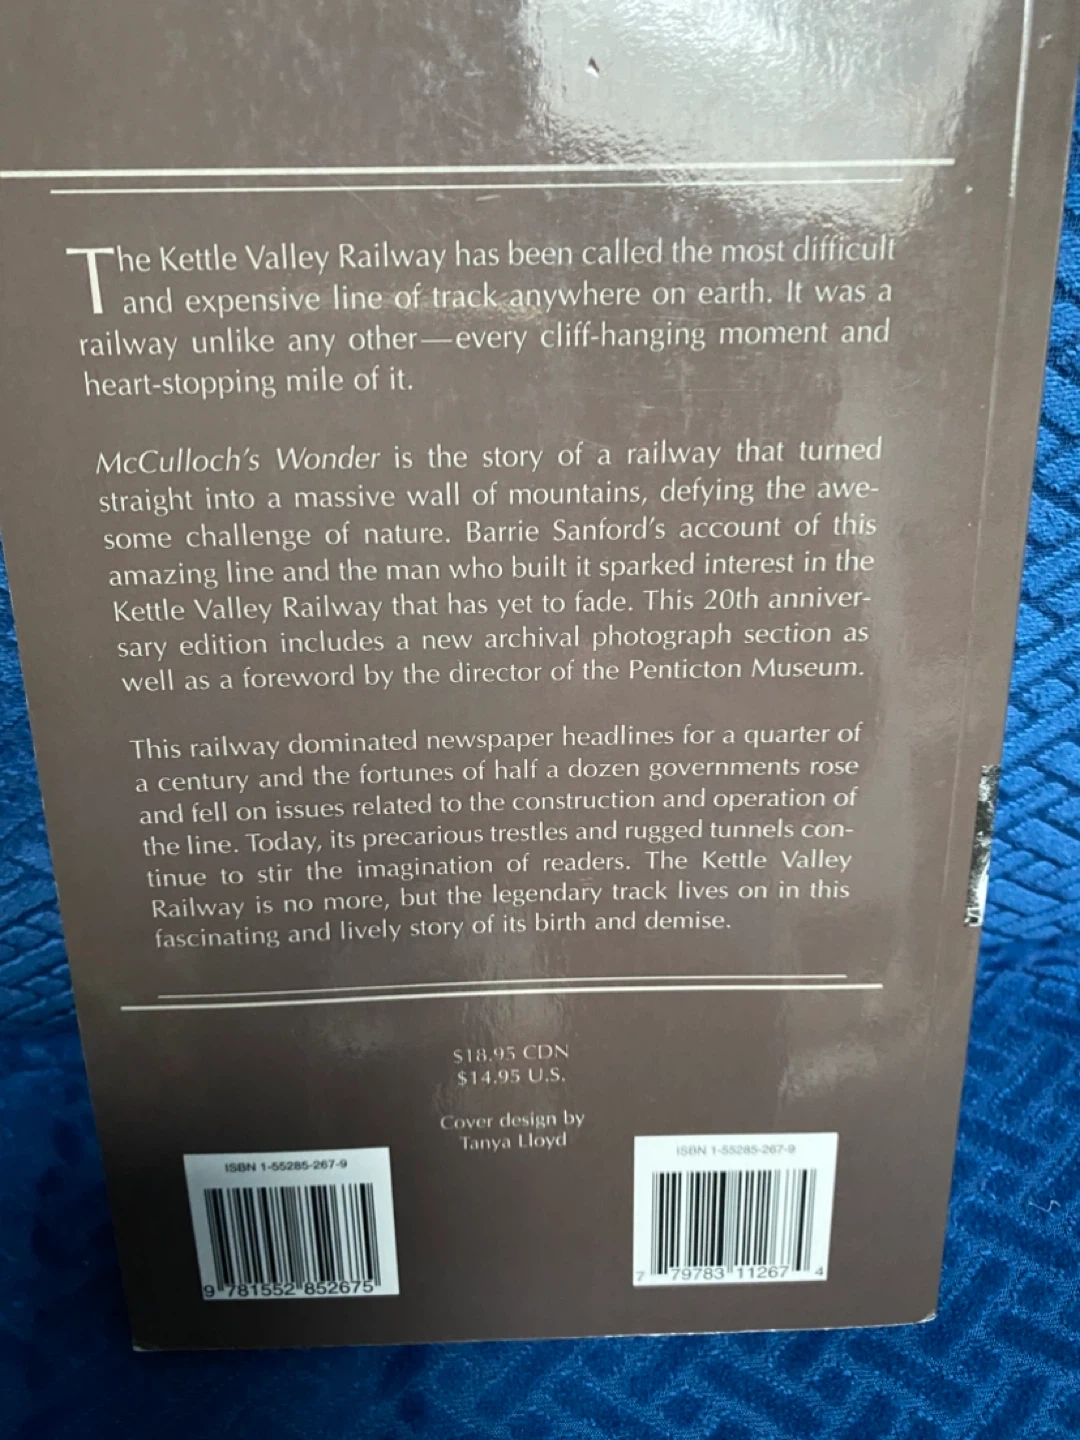 The Kettle Valley Railway has been called the most difficult
and expensive line of track anywhere on earth. It was a
railway unlike any other—every cliff-hanging moment and
heart-stopping mile of it.
McCulloch's Wonder is the story of a railway that turned
straight into a massive wall of mountains, defying the awe-
some challenge of nature. Barrie Sanford's account of this
amazing line and the man who built it sparked interest in the
Kettle Valley Railway that has yet to fade. This 20th anniver-
sary edition includes a new archival photograph section as
well as a foreword by the director of the Penticton Museum.
This railway dominated newspaper headlines for a quarter of
a century and the fortunes of half a dozen governments rose
and fell on issues related to the construction and operation of
the line. Today, its precarious trestles and rugged tunnels con-
tinue to stir the imagination of readers. The Kettle Valley
Railway is no more, but the legendary track lives on in this
fascinating and lively story of its birth and demise.
$18.95 CDN
$14.95 U.S.
Cover design by
Tanya Lloyd
ISBN 1-55285-267-9
9 781552 852675
ISBN 1-55285-267-9
7 79783 11267 4